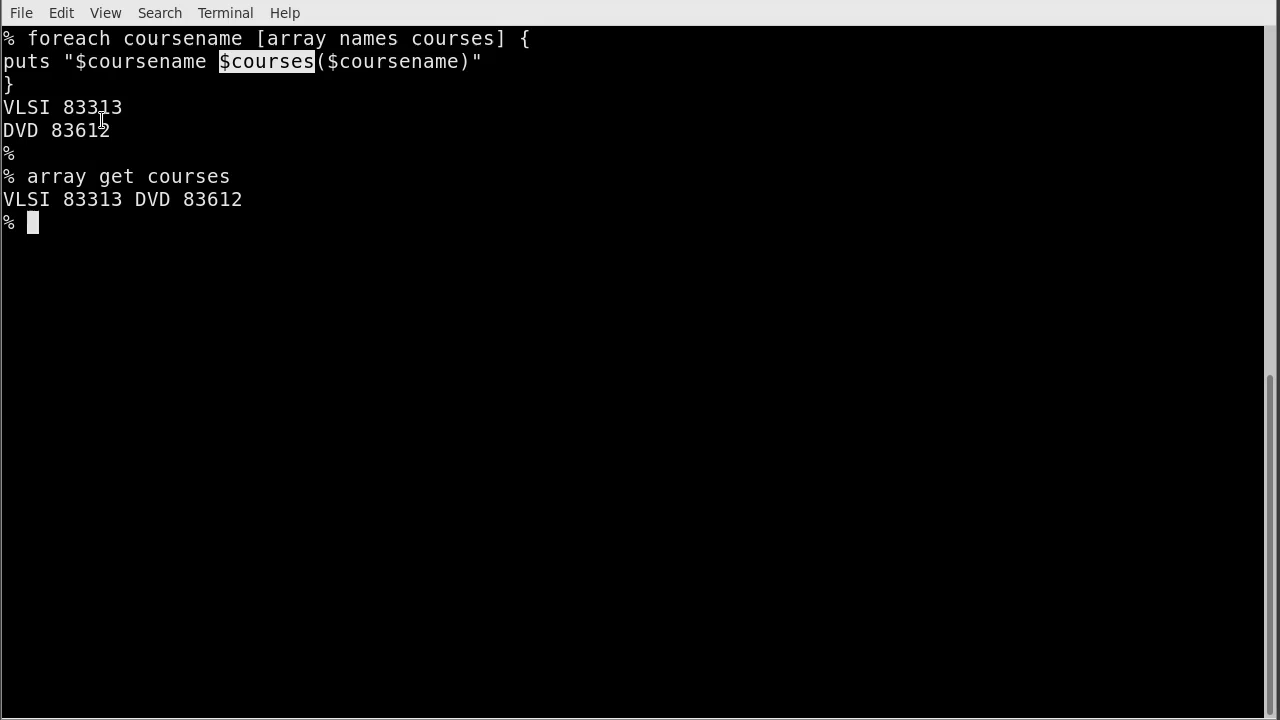 File Edit View Search Terminal Help
% foreach coursename [array names courses] {
puts "$coursename $courses($coursename)"
}
VLSI 83313
DVD 83612
%
% array get courses
VLSI 83313 DVD 83612
%